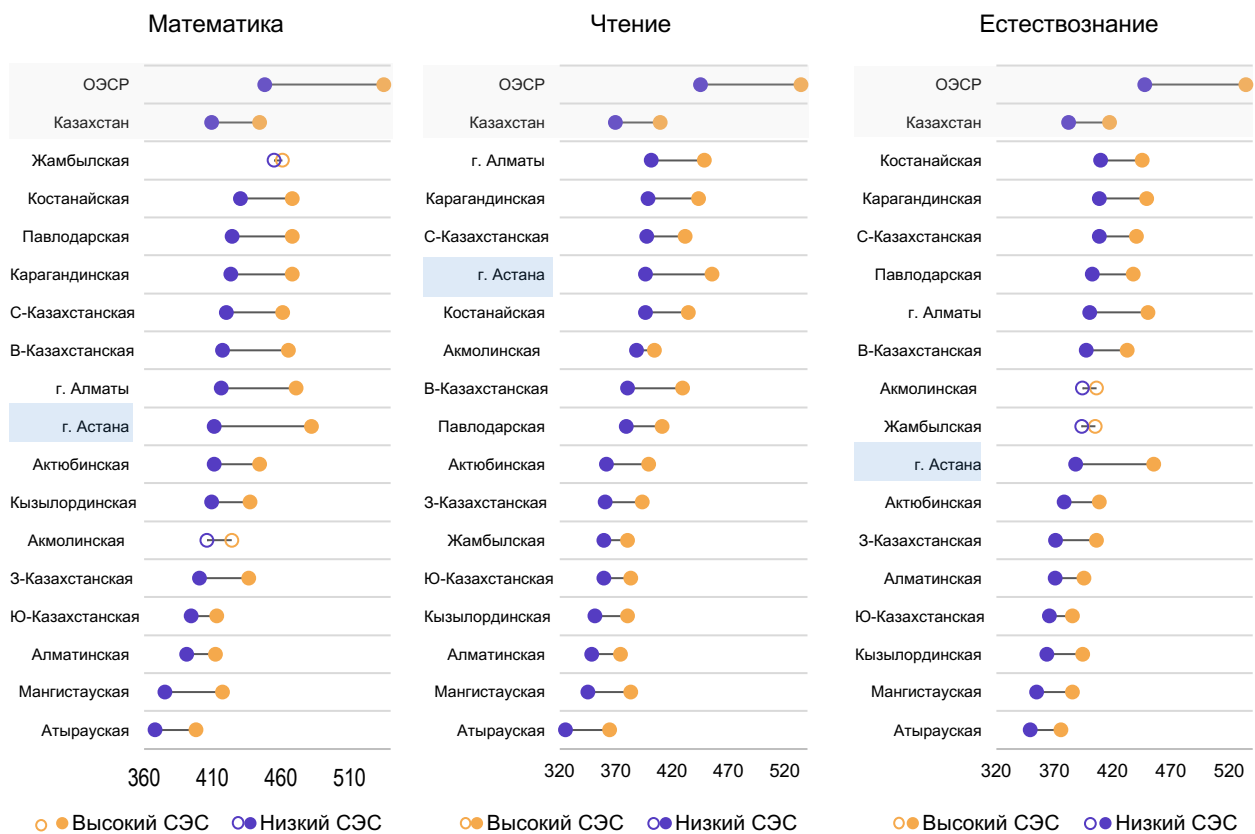 Математика
ОЭСР
Казахстан
Жамбылская
Костанайская
Павлодарская
Карагандинская
С-Казахстанская
В-Казахстанская
г. Алматы
г. Астана
Актюбинская
Кызылординская
Акмолинская
З-Казахстанская
Ю-Казахстанская
Алматинская
Мангистауская
Атырауская
360 410 460 510
Высокий СЭС Низкий СЭС
Чтение
ОЭСР
Казахстан
г. Алматы
Карагандинская
С-Казахстанская
г. Астана
Костанайская
Акмолинская
В-Казахстанская
Павлодарская
Актюбинская
З-Казахстанская
Жамбылская
Ю-Казахстанская
Кызылординская
Алматинская
Мангистауская
Атырауская
320 370 420 470 520
Высокий СЭС Низкий СЭС
Естествознание
ОЭСР
Казахстан
Костанайская
Карагандинская
С-Казахстанская
Павлодарская
г. Алматы
В-Казахстанская
Акмолинская
Жамбылская
г. Астана
Актюбинская
З-Казахстанская
Алматинская
Ю-Казахстанская
Кызылординская
Мангистауская
Атырауская
320 370 420 470 520
Высокий СЭС Низкий СЭС